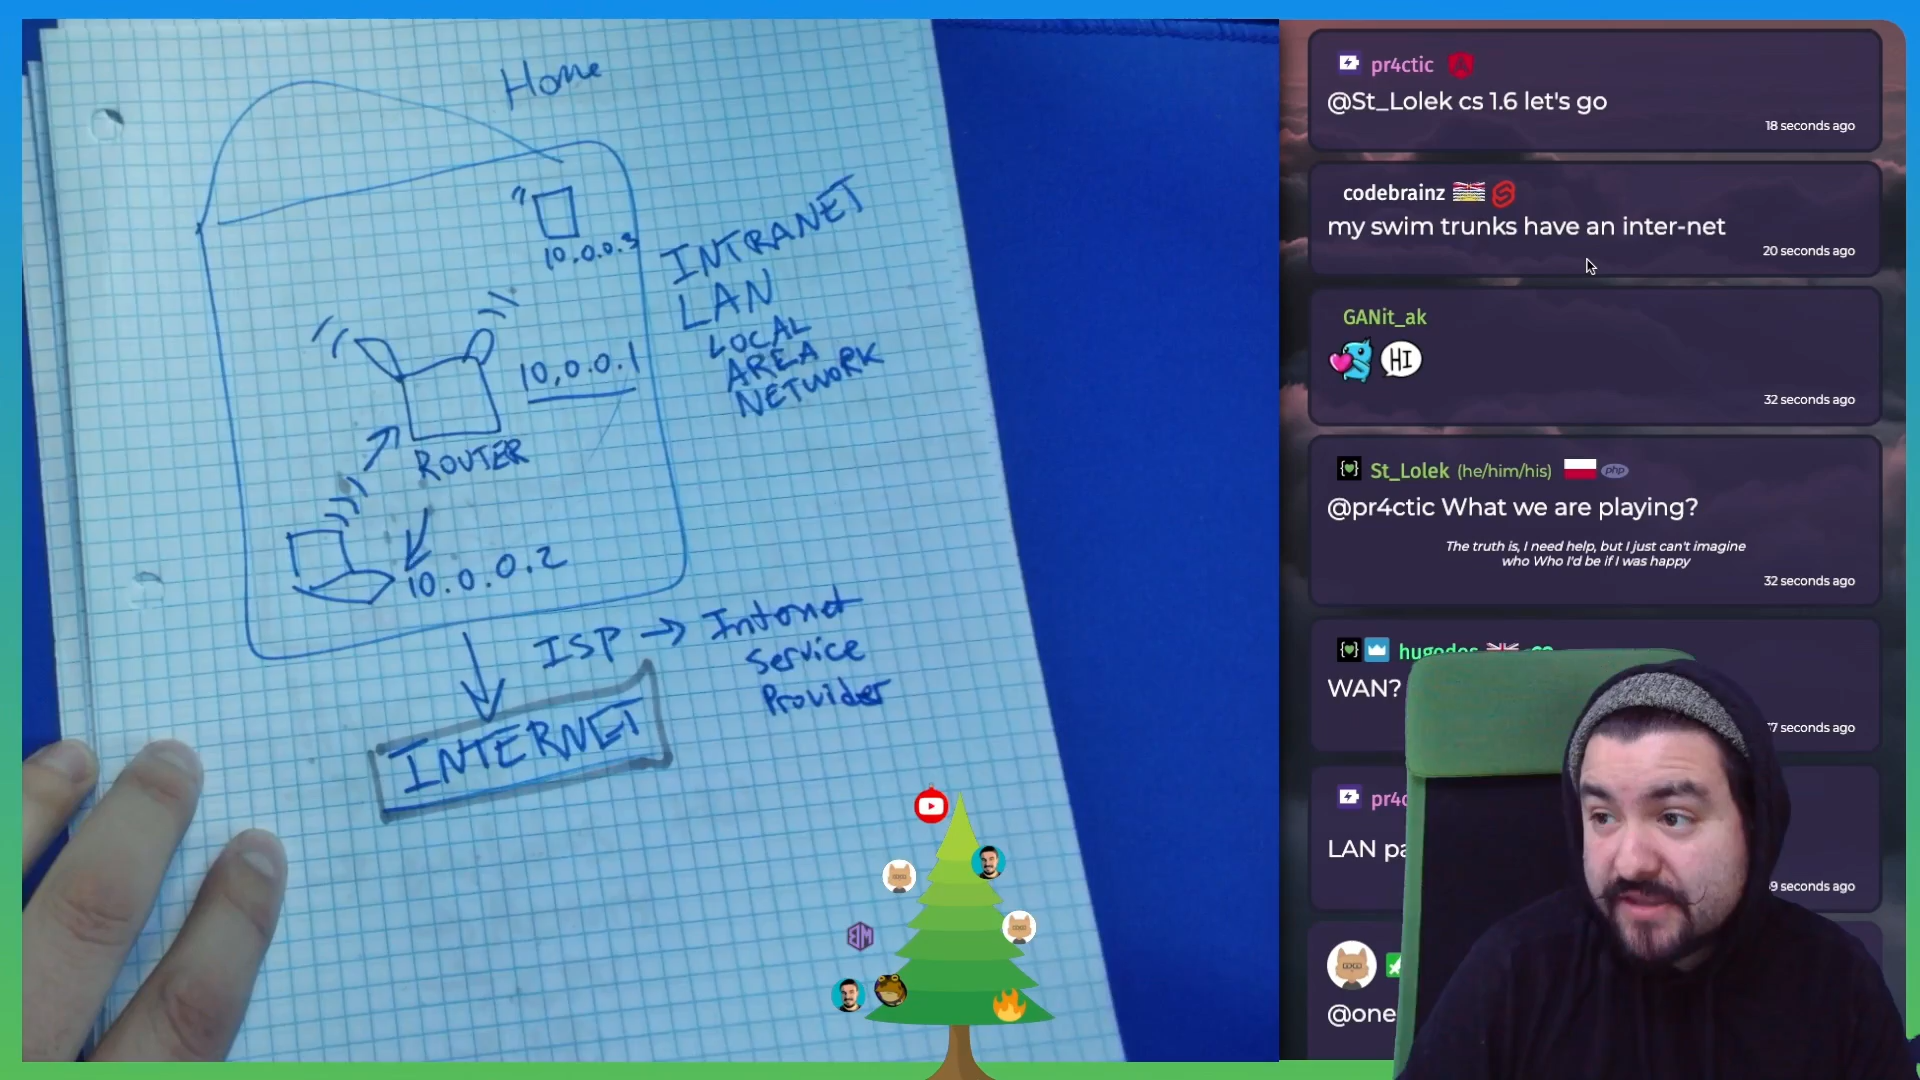 Home
10.0.0.3
INTRANET
LAN
LOCAL
AREA
NETWORK
10.0.0.1
ROUTER
10.0.0.2
ISP → Internet
Service
Provider
INTERNET
pr4ctic
@St_Lolek cs 1.6 let's go
18 seconds ago
codebrainz
my swim trunks have an inter-net
20 seconds ago
GANit_ak
HI
32 seconds ago
St_Lolek (he/him/his) php
@pr4ctic What we are playing?
The truth is, I need help, but I just can't imagine
who Who I'd be if I was happy
32 seconds ago
WAN?
7 seconds ago
LAN
9 seconds ago
@one